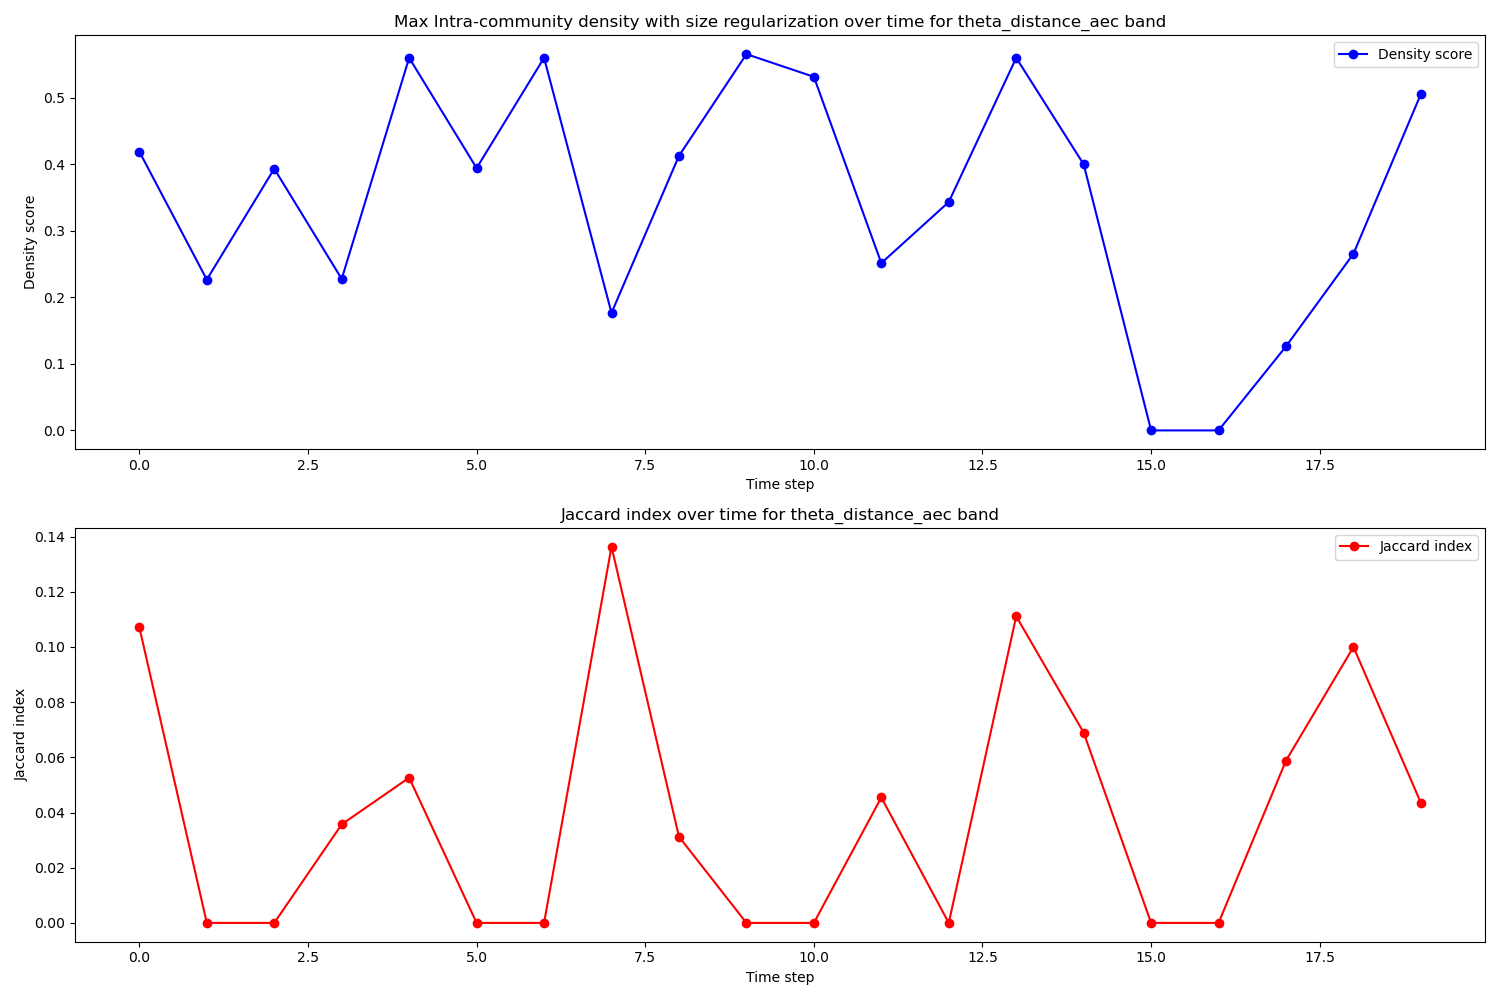 Max Intra-community density with size regularization over time for theta_distance_aec band
Density score
Density score
0.5
0.4
0.3
0.2
0.1
0.0
0.0 2.5 5.0 7.5 10.0 12.5 15.0 17.5
Time step
Jaccard index over time for theta_distance_aec band
Jaccard index
Jaccard index
0.14
0.12
0.10
0.08
0.06
0.04
0.02
0.00
0.0 2.5 5.0 7.5 10.0 12.5 15.0 17.5
Time step